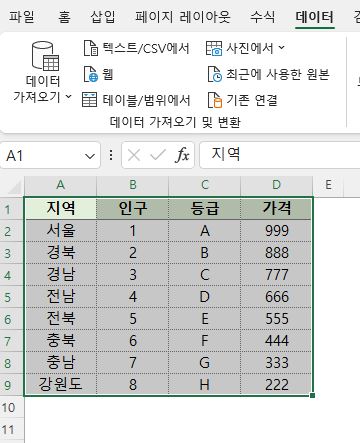 파일 홈 삽입 페이지 레이아웃 수식 데이터
데이터 가져오기
텍스트/CSV에서
웹
테이블/범위에서
사진에서
최근에 사용한 원본
기존 연결
데이터 가져오기 및 변환
A1 fx 지역
A B C D E
1 지역 인구 등급 가격
2 서울 1 A 999
3 경북 2 B 888
4 경남 3 C 777
5 전남 4 D 666
6 전북 5 E 555
7 충북 6 F 444
8 충남 7 G 333
9 강원도 8 H 222
10
11